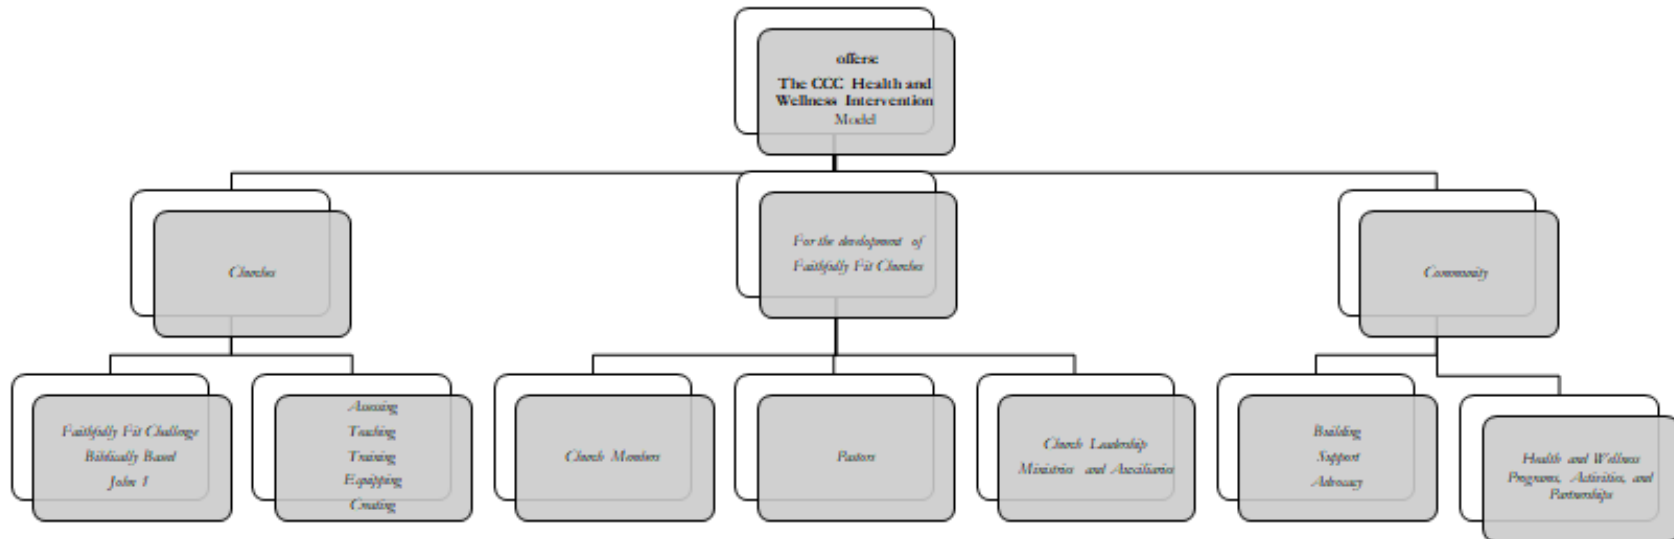 offers:
The CCC Health and
Wellness Intervention
Model
Churches
For the development of
Faithfully Fit Churches
Community
Faithfully Fit Challenge
Biblically Based
John 1
Assessing
Teaching
Training
Equipping
Creating
Church Members
Pastors
Church Leadership
Ministries and Auxiliaries
Building
Support
Advocacy
Health and Wellness
Programs, Activities, and
Partnerships